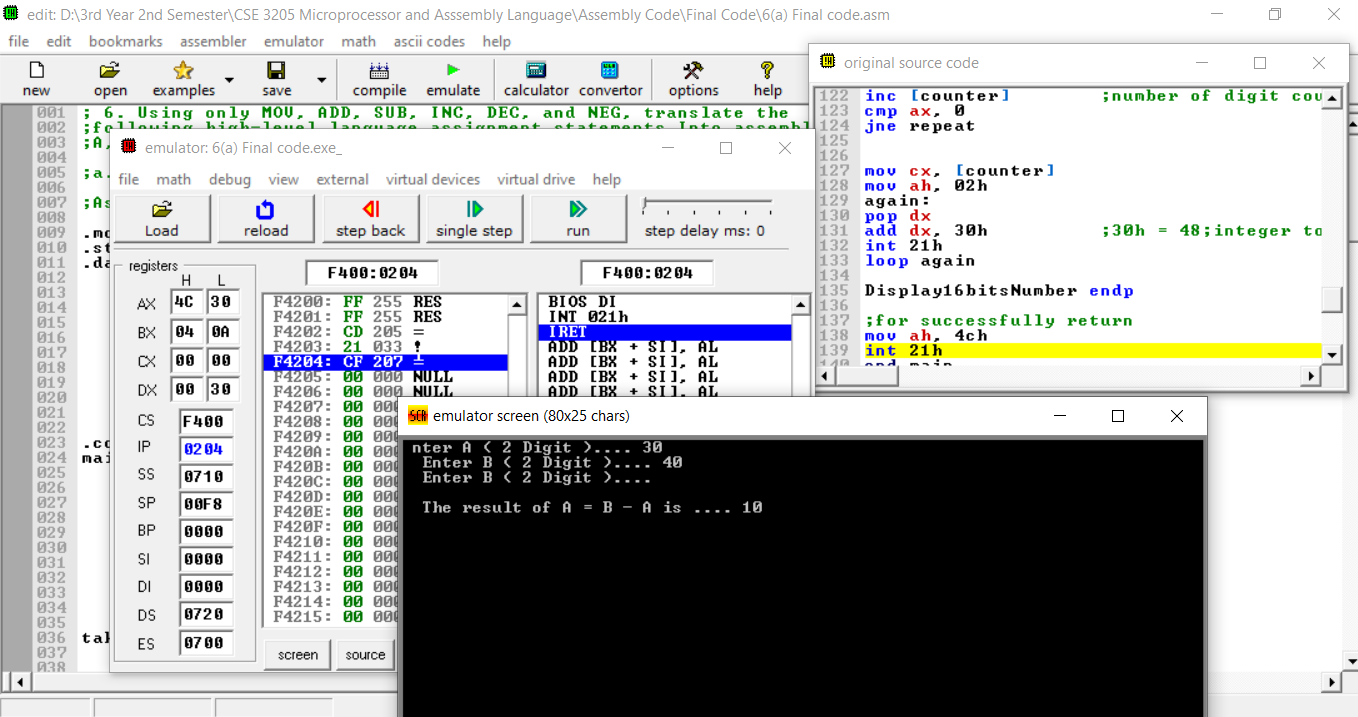 edit: D:\3rd Year 2nd Semester\CSE 3205 Microprocessor and Asssembly Language\Assembly Code\Final Code\6(a) Final code.asm
file edit bookmarks assembler emulator math ascii codes help
new open examples save compile emulate calculator convertor options help
001 ; 6. Using only MOV, ADD, SUB, INC, DEC, and NEG, translate the
002 ;following high-level language assignment statements Into assembl
003 ;A,
004
005 ;a.
006
007 ;As
008
009 .mo
010 .st
011 .da
012
013
014
015
016
017
018
019
020
021
022
023 .co
024 mai
025
026
027
028
029
030
031
032
033
034
035
036 tak
037
038
emulator: 6(a) Final code.exe_
file math debug view external virtual devices virtual drive help
Load reload step back single step run step delay ms: 0
registers
H L
AX 4C 30
BX 04 0A
CX 00 00
DX 00 30
CS F400
IP 0204
SS 0710
SP 00F8
BP 0000
SI 0000
DI 0000
DS 0720
ES 0700
F400:0204 F400:0204
F4200: FF 255 RES
F4201: FF 255 RES
F4202: CD 205 =
F4203: 21 033 !
F4204: CF 207 ╧
F4205: 00 000 NULL
F4206: 00 000 NULL
F4207: 00 000
F4208: 00 000
F4209: 00 000
F420A: 00 000
F420B: 00 000
F420C: 00 000
F420D: 00 000
F420E: 00 000
F420F: 00 000
F4210: 00 000
F4211: 00 000
F4212: 00 000
F4213: 00 000
F4214: 00 000
F4215: 00 000
BIOS DI
INT 021h
IRET
ADD [BX + SI], AL
ADD [BX + SI], AL
ADD [BX + SI], AL
ADD [BX + SI], AL
screen source
original source code
122 inc [counter] ;number of digit cou
123 cmp ax, 0
124 jne repeat
125
126
127 mov cx, [counter]
128 mov ah, 02h
129 again:
130 pop dx
131 add dx, 30h ;30h = 48;integer to
132 int 21h
133 loop again
134
135 Display16bitsNumber endp
136
137 ;for successfully return
138 mov ah, 4ch
139 int 21h
140 end main
emulator screen (80x25 chars)
nter A ( 2 Digit ).... 30
Enter B ( 2 Digit ).... 40
Enter B ( 2 Digit )....
The result of A = B - A is .... 10